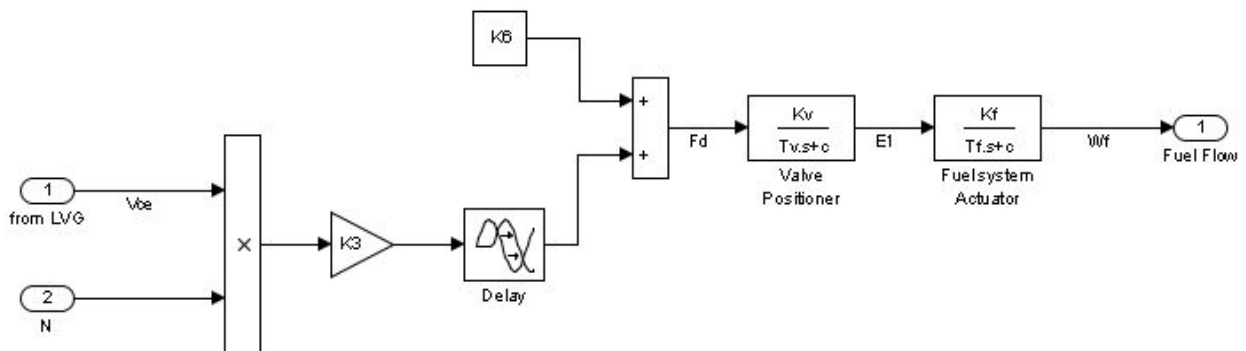 K6
+
+
Fd
Kv
Tv.s+c
Valve
Positioner
E1
Kf
Tf.s+c
Fuelsystem
Actuator
Wf
1
Fuel Flow
1
from LVG
Vce
×
K3
Delay
2
N